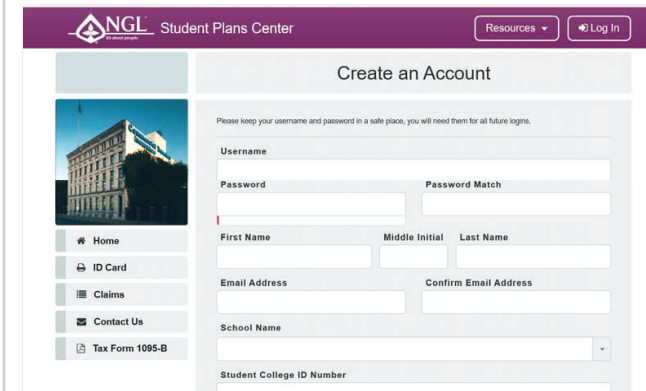 NGL Student Plans Center
It's about people.
Resources
Log In
Create an Account
Please keep your username and password in a safe place, you will need them for all future logins.
Username
Password Password Match
First Name Middle Initial Last Name
Email Address Confirm Email Address
School Name
Student College ID Number
Home
ID Card
Claims
Contact Us
Tax Form 1095-B